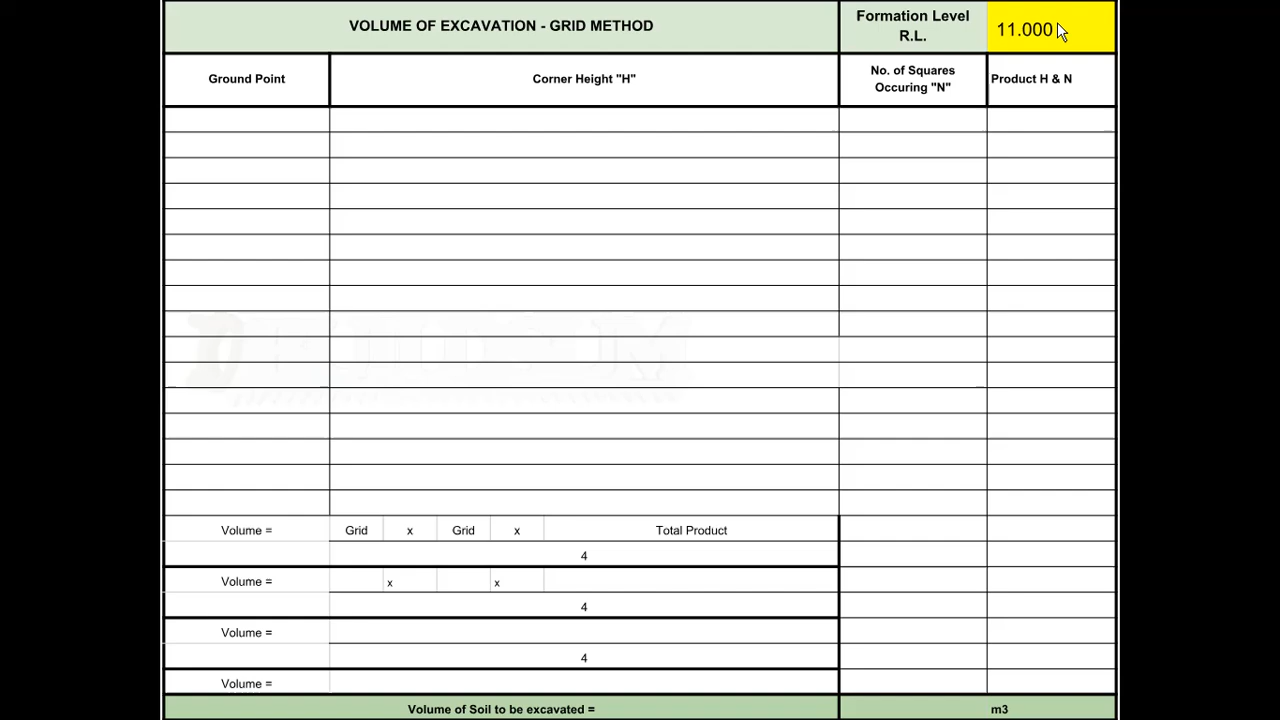 VOLUME OF EXCAVATION - GRID METHOD
Formation Level
R.L.
11.000
Ground Point
Corner Height "H"
No. of Squares
Occuring "N"
Product H & N
Volume =
Grid
x
Grid
x
Total Product
4
Volume =
x
x
4
Volume =
4
Volume =
Volume of Soil to be excavated =
m3